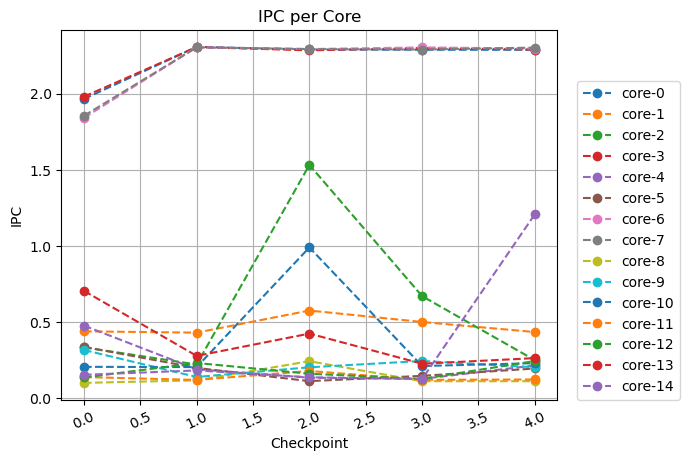 IPC per Core
IPC
2.0
1.5
1.0
0.5
0.0
0.0 0.5 1.0 1.5 2.0 2.5 3.0 3.5 4.0
Checkpoint
core-0
core-1
core-2
core-3
core-4
core-5
core-6
core-7
core-8
core-9
core-10
core-11
core-12
core-13
core-14